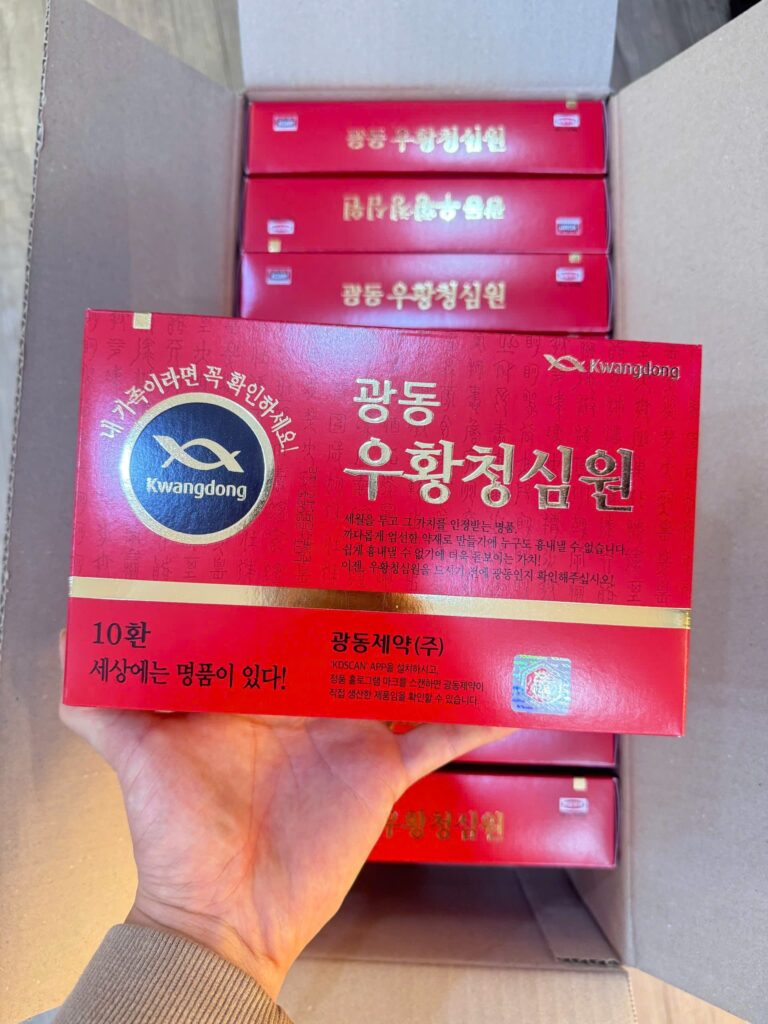 광동 우황청심원
광동 우황청심원
광동 우황청심원
Kwangdong
내 가족이라면 꼭 확인하세요!
Kwangdong
광동
우황청심원
세월을 두고 그 가치를 인정받는 명품,
까다롭게 엄선한 약재로 만들기에 누구도 흉내낼 수 없습니다.
쉽게 흉내낼 수 없기에 더욱 돋보이는 가치!
이젠, 우황청심원을 드시기 전에 광동인지 확인해주십시오!
10환
세상에는 명품이 있다!
광동제약(주)
'KDSCAN' APP을 설치하시고,
정품 홀로그램 마크를 스캔하면 광동제약이
직접 생산한 제품임을 확인할 수 있습니다.
우황청심원